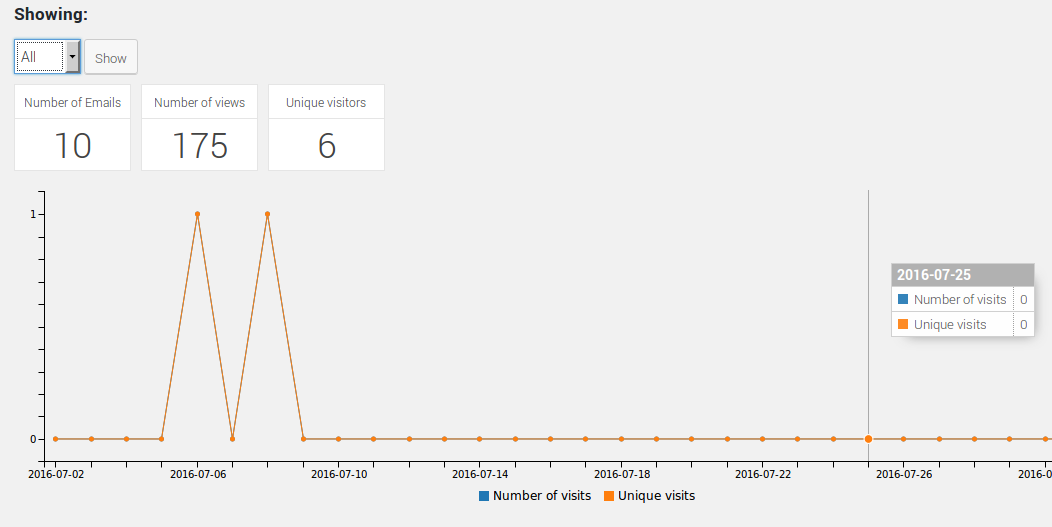 Showing:
All Show
Number of Emails Number of views Unique visitors
10 175 6
1
2016-07-25
Number of visits 0
Unique visits 0
0
2016-07-02 2016-07-06 2016-07-10 2016-07-14 2016-07-18 2016-07-22 2016-07-26 2016-0
Number of visits Unique visits